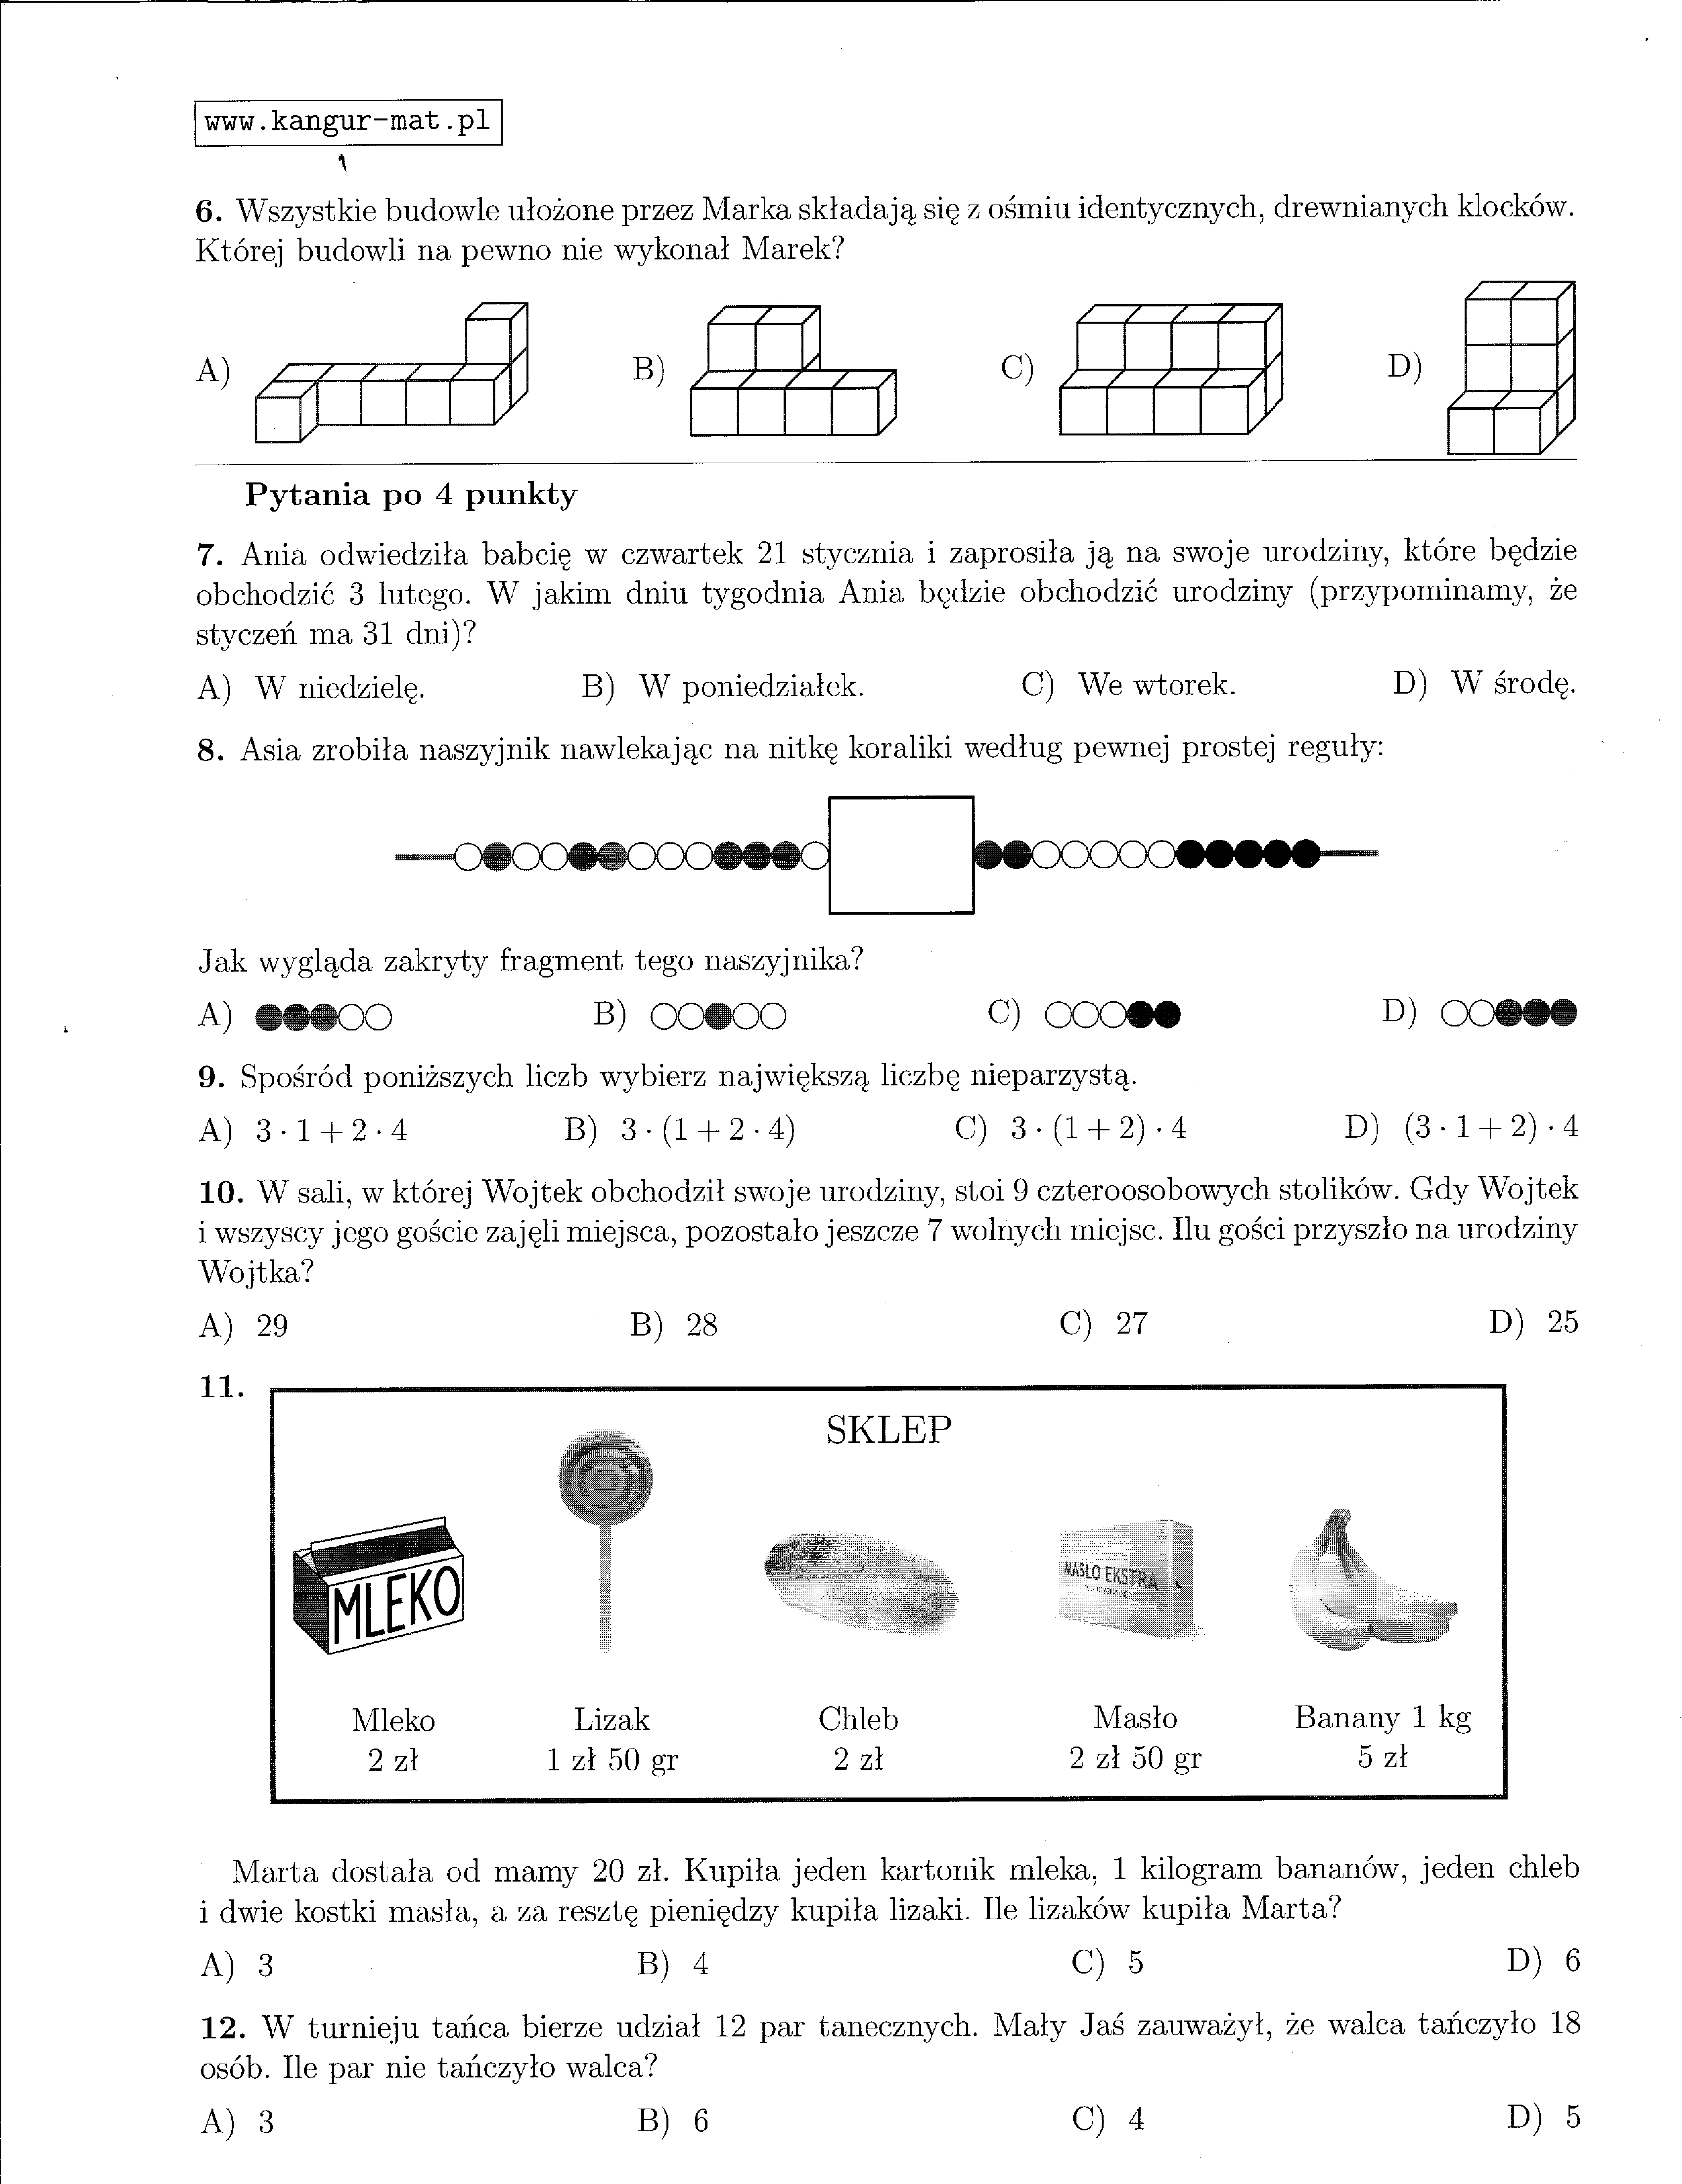 www.kangur-mat.pl
6. Wszystkie budowle ułożone przez Marka składają się z ośmiu identycznych, drewnianych klocków.
Której budowli na pewno nie wykonał Marek?
A) B) C) D)
Pytania po 4 punkty
7. Ania odwiedziła babcię w czwartek 21 stycznia i zaprosiła ją na swoje urodziny, które będzie
obchodzić 3 lutego. W jakim dniu tygodnia Ania będzie obchodzić urodziny (przypominamy, że
styczeń ma 31 dni)?
A) W niedzielę. B) W poniedziałek. C) We wtorek. D) W środę.
8. Asia zrobiła naszyjnik nawlekając na nitkę koraliki według pewnej prostej reguły:
Jak wygląda zakryty fragment tego naszyjnika?
A) B) C) D)
9. Spośród poniższych liczb wybierz największą liczbę nieparzystą.
A) 3 · 1 + 2 · 4 B) 3 · (1 + 2 · 4) C) 3 · (1 + 2) · 4 D) (3 · 1 + 2) · 4
10. W sali, w której Wojtek obchodził swoje urodziny, stoi 9 czteroosobowych stolików. Gdy Wojtek
i wszyscy jego goście zajęli miejsca, pozostało jeszcze 7 wolnych miejsc. Ilu gości przyszło na urodziny
Wojtka?
A) 29 B) 28 C) 27 D) 25
11.
SKLEP
MLEKO
MASŁO EKSTRA
Mleko Lizak Chleb Masło Banany 1 kg
2 zł 1 zł 50 gr 2 zł 2 zł 50 gr 5 zł
Marta dostała od mamy 20 zł. Kupiła jeden kartonik mleka, 1 kilogram bananów, jeden chleb
i dwie kostki masła, a za resztę pieniędzy kupiła lizaki. Ile lizaków kupiła Marta?
A) 3 B) 4 C) 5 D) 6
12. W turnieju tańca bierze udział 12 par tanecznych. Mały Jaś zauważył, że walca tańczyło 18
osób. Ile par nie tańczyło walca?
A) 3 B) 6 C) 4 D) 5